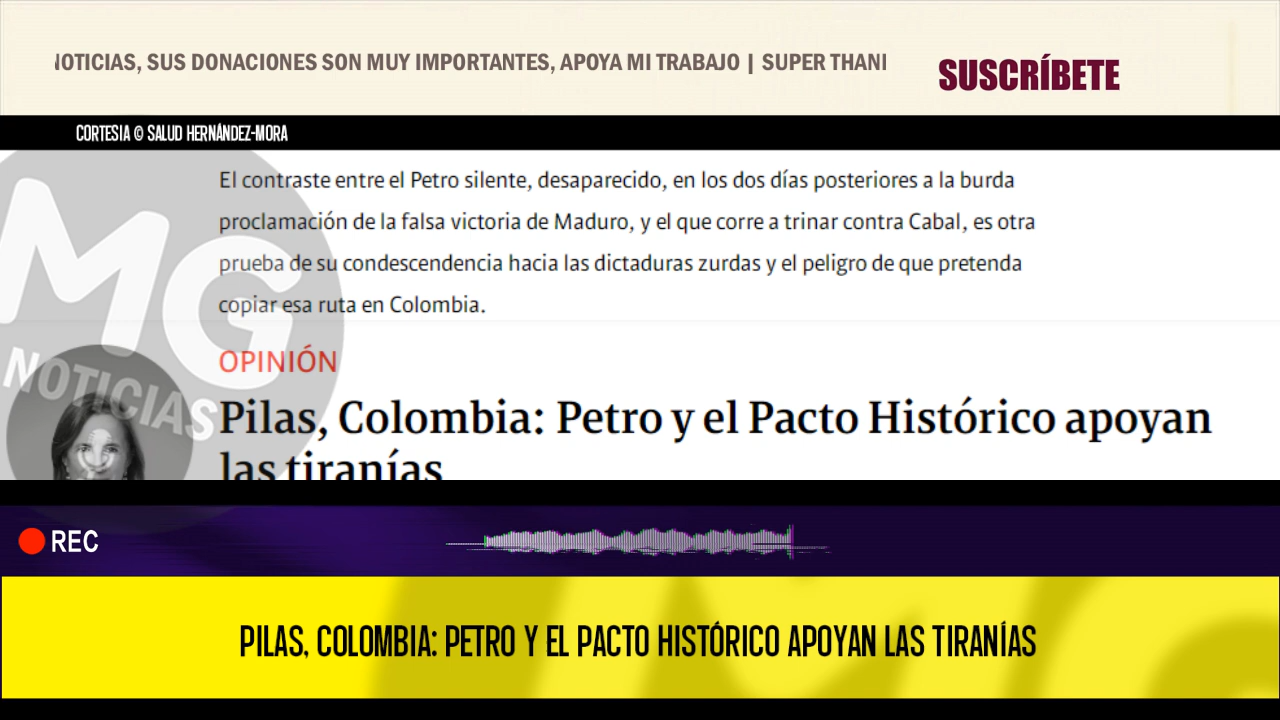 NOTICIAS, SUS DONACIONES SON MUY IMPORTANTES, APOYA MI TRABAJO | SUPER THANI
SUSCRÍBETE
CORTESIA © SALUD HERNÁNDEZ-MORA
El contraste entre el Petro silente, desaparecido, en los dos días posteriores a la burda
proclamación de la falsa victoria de Maduro, y el que corre a trinar contra Cabal, es otra
prueba de su condescendencia hacia las dictaduras zurdas y el peligro de que pretenda
copiar esa ruta en Colombia.
MG
NOTICIAS
OPINIÓN
Pilas, Colombia: Petro y el Pacto Histórico apoyan
las tiranías
REC
PILAS, COLOMBIA: PETRO Y EL PACTO HISTÓRICO APOYAN LAS TIRANÍAS